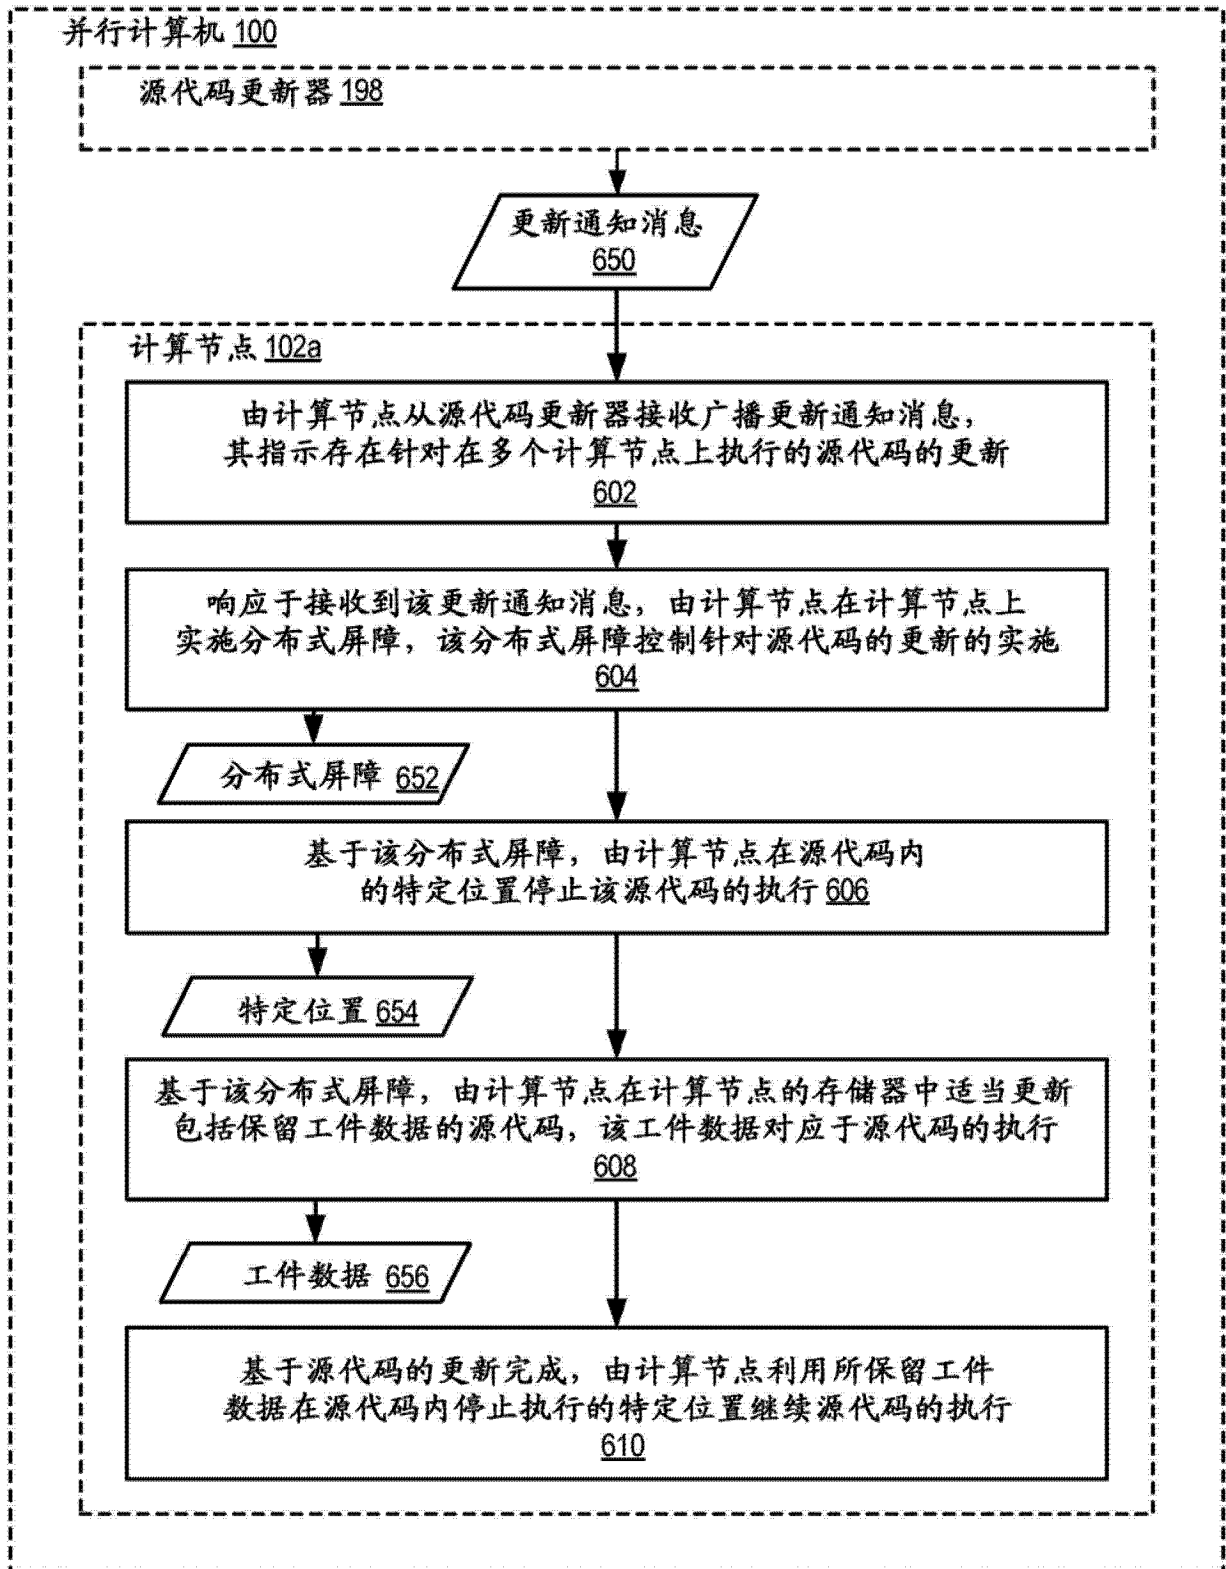 并行计算机 100
源代码更新器 198
更新通知消息
650
计算节点 102a
由计算节点从源代码更新器接收广播更新通知消息，
其指示存在针对在多个计算节点上执行的源代码的更新
602
响应于接收到该更新通知消息，由计算节点在计算节点上
实施分布式屏障，该分布式屏障控制针对源代码的更新的实施
604
分布式屏障 652
基于该分布式屏障，由计算节点在源代码内
的特定位置停止该源代码的执行 606
特定位置 654
基于该分布式屏障，由计算节点在计算节点的存储器中适当更新
包括保留工件数据的源代码，该工件数据对应于源代码的执行
608
工件数据 656
基于源代码的更新完成，由计算节点利用所保留工件
数据在源代码内停止执行的特定位置继续源代码的执行
610